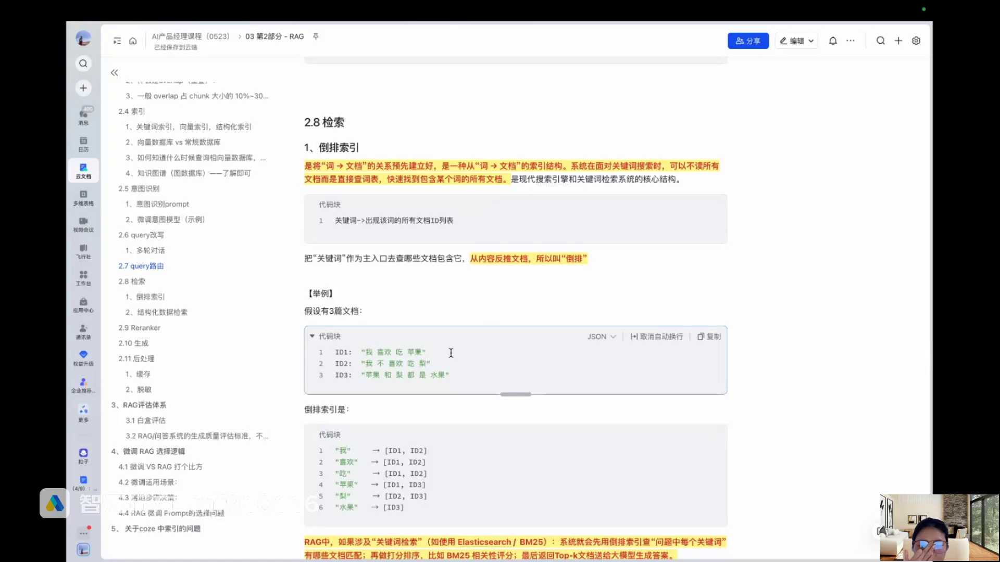 AI产品经理课程（0523） > 03 第2部分 - RAG
已经保存到云端
分享
编辑
400
消息
日历
云文档
多维表格
视频会议
飞行社
工作台
应用中心
通讯录
权益升级
企业推荐...
更多
扣子
(4/9) : ...
3、一般 overlap 占 chunk 大小的 10%~30...
2.4 索引
1、关键词索引，向量索引，结构化索引
2、向量数据库 vs 常规数据库
3、如何知道什么时候查询相向量数据库，...
4、知识图谱（图数据库）——了解即可
2.5 意图识别
1、意图识别prompt
2、微调意图模型（示例）
2.6 query改写
1、多轮对话
2.7 query路由
2.8 检索
1、倒排索引
2、结构化数据检索
2.9 Reranker
2.10 生成
2.11 后处理
1、缓存
2、脱敏
3、RAG评估体系
3.1 白盒评估
3.2 RAG/问答系统的生成质量评估标准，不...
4、微调 RAG 选择逻辑
4.1 微调 VS RAG 打个比方
4.2 微调适用场景：
4.3
4.4 RAG 微调 Prompt的选择问题
5、 关于coze 中索引的问题
2.8 检索
1、倒排索引
是将“词 → 文档”的关系预先建立好，是一种从“词 → 文档”的索引结构。系统在面对关键词搜索时，可以不读所有
文档而是直接查词表，快速找到包含某个词的所有文档。是现代搜索引擎和关键词检索系统的核心结构。
代码块
1 关键词->出现该词的所有文档ID列表
把“关键词”作为主入口去查哪些文档包含它，从内容反推文档，所以叫“倒排”
【举例】
假设有3篇文档：
代码块 JSON 取消自动换行 复制
1 ID1: "我 喜欢 吃 苹果"
2 ID2: "我 不 喜欢 吃 梨"
3 ID3: "苹果 和 梨 都 是 水果"
倒排索引是：
代码块
1 "我" → [ID1, ID2]
2 "喜欢" → [ID1, ID2]
3 "吃" → [ID1, ID2]
4 "苹果" → [ID1, ID3]
5 "梨" → [ID2, ID3]
6 "水果" → [ID3]
RAG中，如果涉及“关键词检索”（如使用 Elasticsearch / BM25）：系统就会先用倒排索引查“问题中每个关键词”
有哪些文档匹配；再做打分排序，比如 BM25 相关性评分；最后返回Top-k文档送给大模型生成答案。